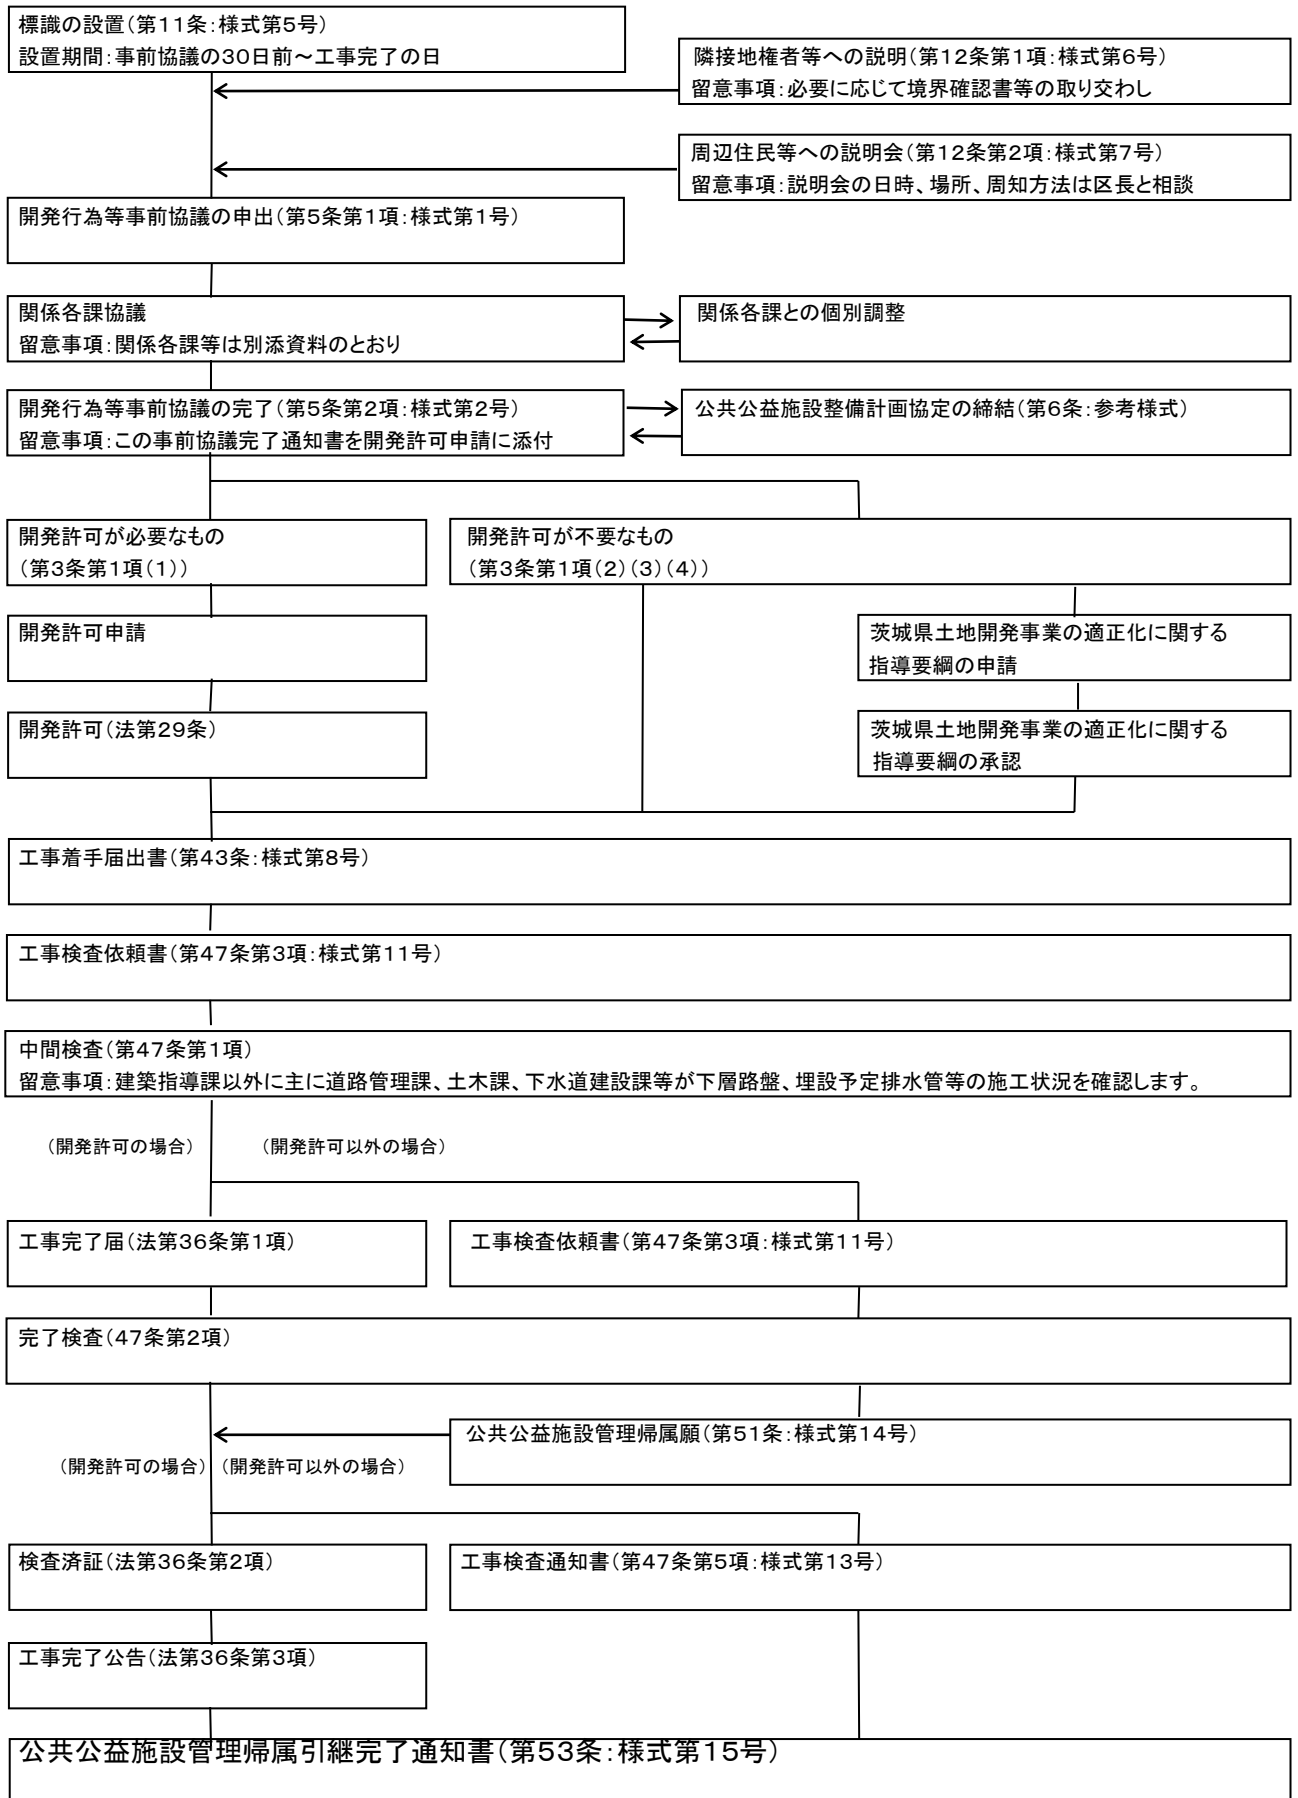 標識の設置(第11条:様式第5号)
設置期間:事前協議の30日前~工事完了の日
隣接地権者等への説明(第12条第1項:様式第6号)
留意事項:必要に応じて境界確認書等の取り交わし
周辺住民等への説明会(第12条第2項:様式第7号)
留意事項:説明会の日時、場所、周知方法は区長と相談
開発行為等事前協議の申出(第5条第1項:様式第1号)
関係各課協議
留意事項:関係各課等は別添資料のとおり
関係各課との個別調整
開発行為等事前協議の完了(第5条第2項:様式第2号)
留意事項:この事前協議完了通知書を開発許可申請に添付
公共公益施設整備計画協定の締結(第6条:参考様式)
開発許可が必要なもの
(第3条第1項(1))
開発許可が不要なもの
(第3条第1項(2)(3)(4))
開発許可申請
茨城県土地開発事業の適正化に関する
指導要綱の申請
開発許可(法第29条)
茨城県土地開発事業の適正化に関する
指導要綱の承認
工事着手届出書(第43条:様式第8号)
工事検査依頼書(第47条第3項:様式第11号)
中間検査(第47条第1項)
留意事項:建築指導課以外に主に道路管理課、土木課、下水道建設課等が下層路盤、埋設予定排水管等の施工状況を確認します。
(開発許可の場合) (開発許可以外の場合)
工事完了届(法第36条第1項)
工事検査依頼書(第47条第3項:様式第11号)
完了検査(47条第2項)
公共公益施設管理帰属願(第51条:様式第14号)
(開発許可の場合) (開発許可以外の場合)
検査済証(法第36条第2項)
工事検査通知書(第47条第5項:様式第13号)
工事完了公告(法第36条第3項)
公共公益施設管理帰属引継完了通知書(第53条:様式第15号)